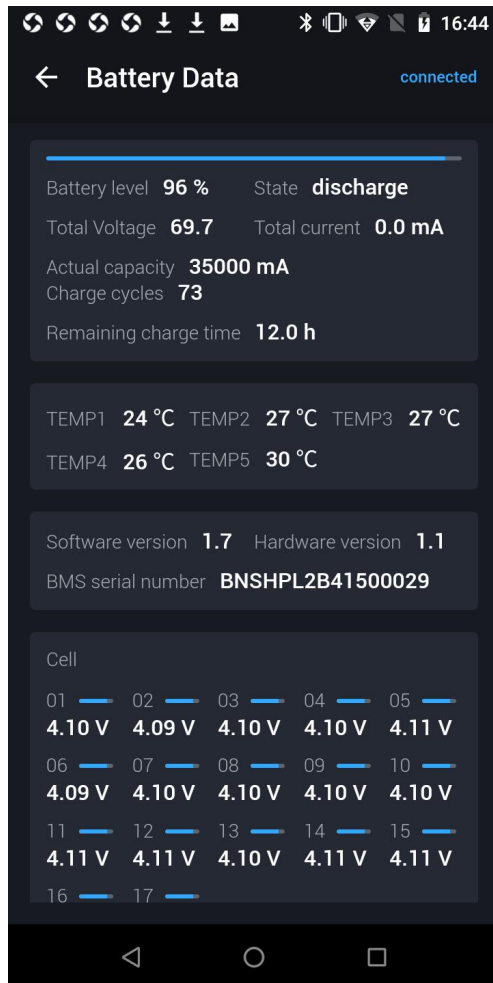 16:44
Battery Data connected
Battery level 96 % State discharge
Total Voltage 69.7 Total current 0.0 mA
Actual capacity 35000 mA
Charge cycles 73
Remaining charge time 12.0 h
TEMP1 24 °C TEMP2 27 °C TEMP3 27 °C
TEMP4 26 °C TEMP5 30 °C
Software version 1.7 Hardware version 1.1
BMS serial number BNSHPL2B41500029
Cell
01 02 03 04 05
4.10 V 4.09 V 4.10 V 4.10 V 4.11 V
06 07 08 09 10
4.09 V 4.10 V 4.10 V 4.10 V 4.10 V
11 12 13 14 15
4.11 V 4.11 V 4.10 V 4.11 V 4.11 V
16 17